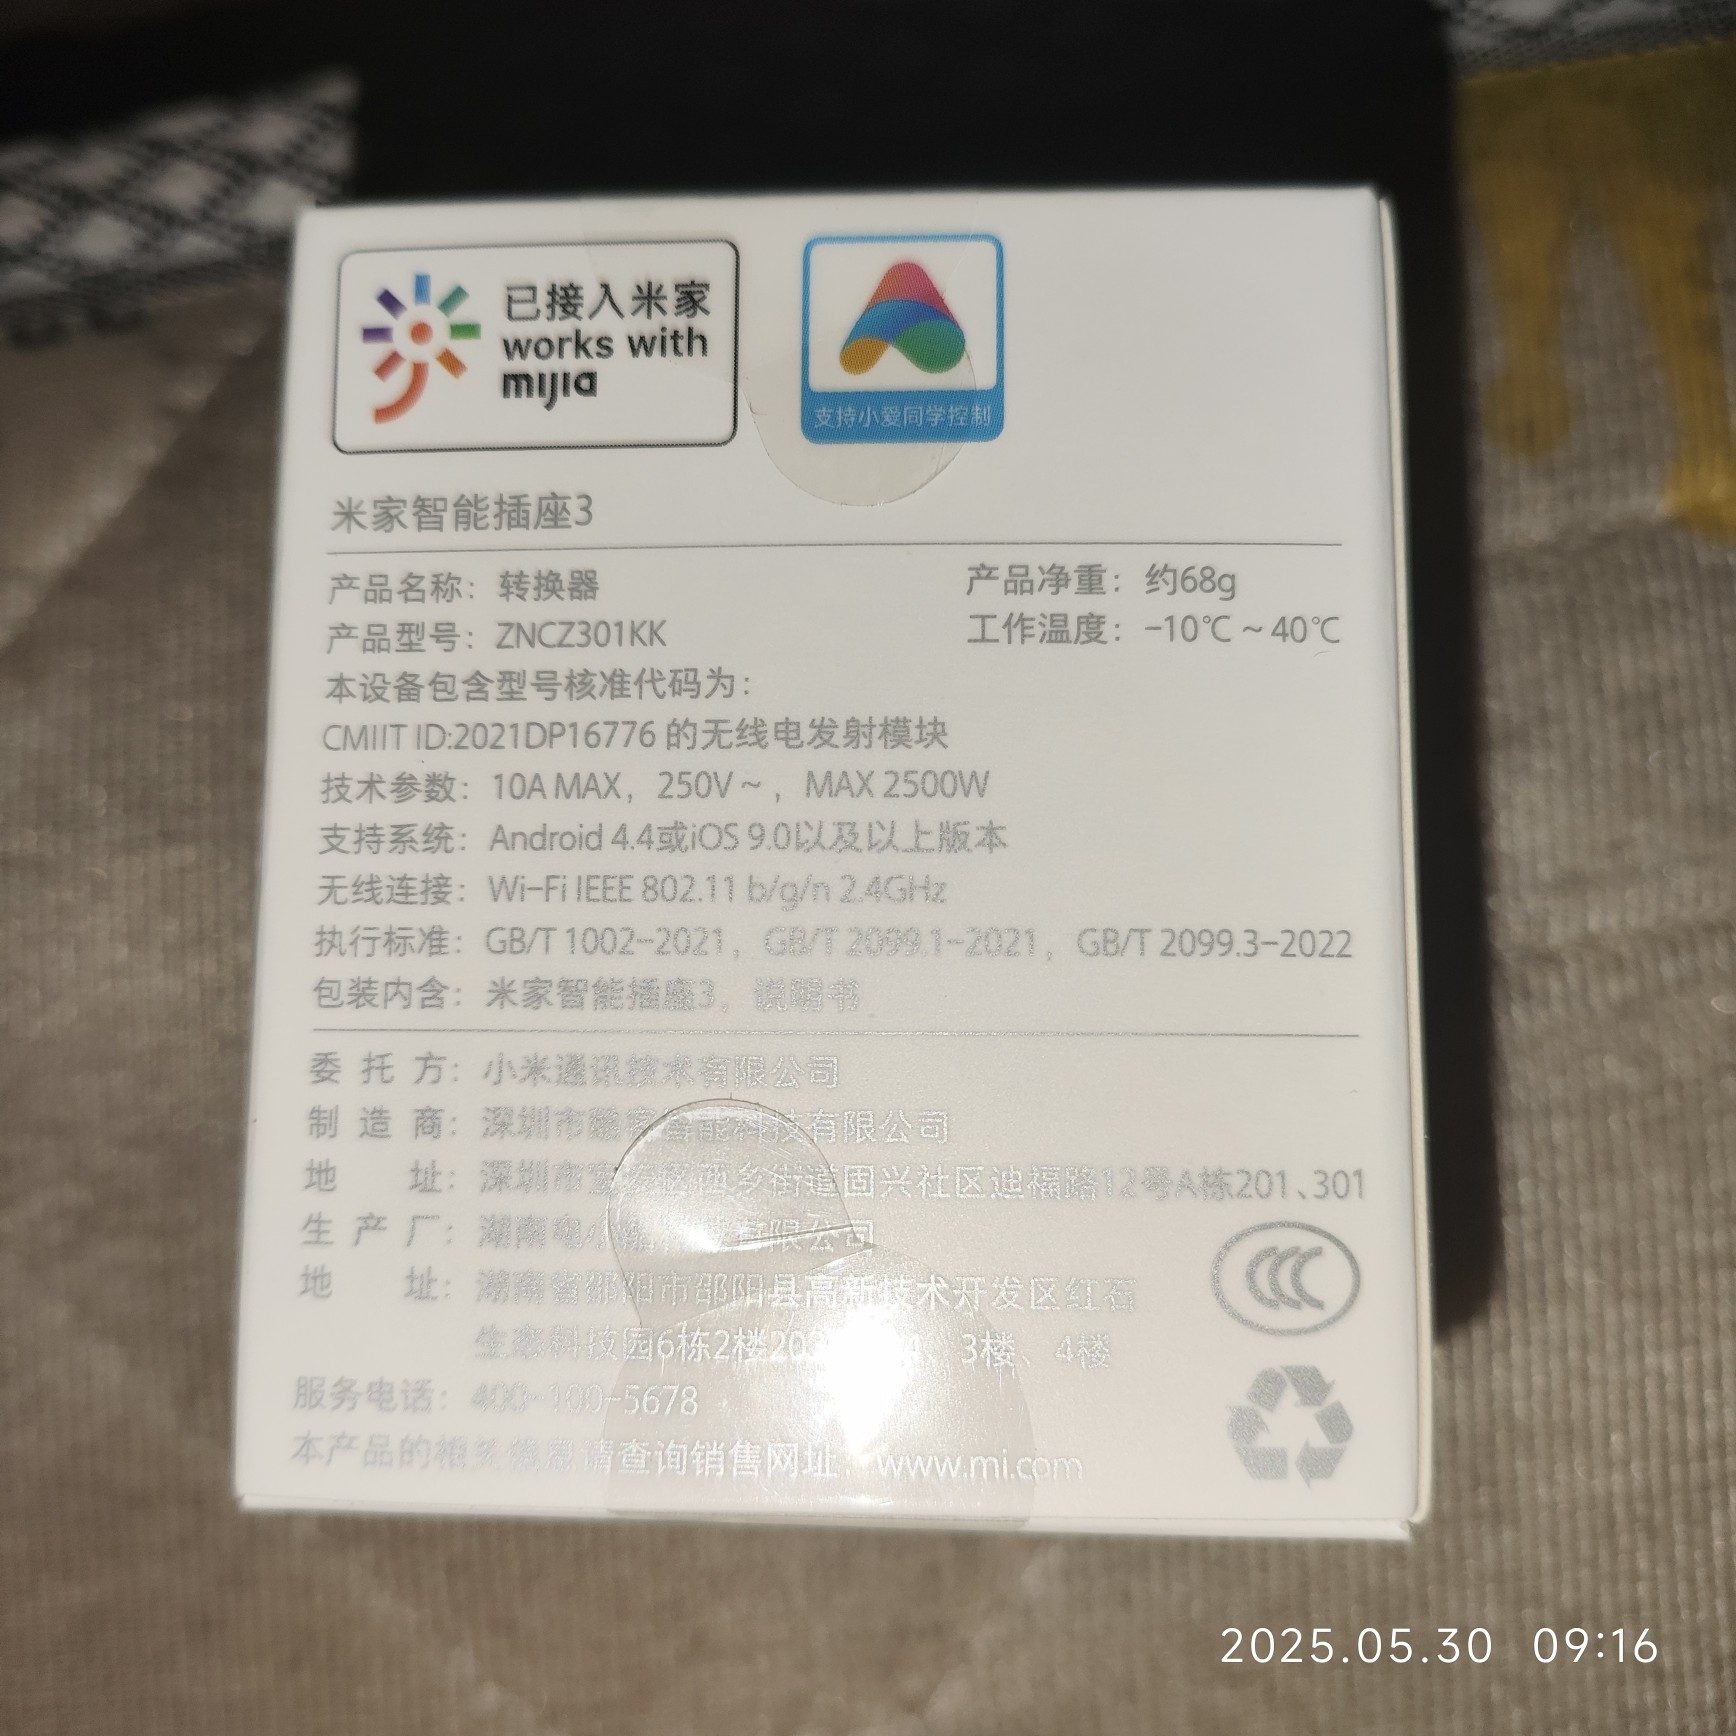 已接入米家
works with
mijia
支持小爱同学控制
米家智能插座3
产品名称：转换器
产品净重：约68g
产品型号：ZNCZ301KK
工作温度：-10℃~40℃
本设备包含型号核准代码为：
CMIIT ID:2021DP16776 的无线电发射模块
技术参数：10A MAX，250V~，MAX 2500W
支持系统：Android 4.4或iOS 9.0以及以上版本
无线连接：Wi-Fi IEEE 802.11 b/g/n 2.4GHz
执行标准：GB/T 1002-2021，GB/T 2099.1-2021，GB/T 2099.3-2022
包装内含：米家智能插座3，说明书
委托方：小米通讯技术有限公司
制造商：深圳市 智能科技有限公司
地址：深圳市宝安区西乡街道固兴社区迪福路12号A栋201、301
生产厂：湖南电小 有限公司
地址：湖南省邵阳市邵阳县高新技术开发区红石
生态科技园6栋2楼 3楼、4楼
服务电话：400-100-5678
本产品的相关信息请查询销售网址：www.mi.com
CCC
2025.05.30 09:16